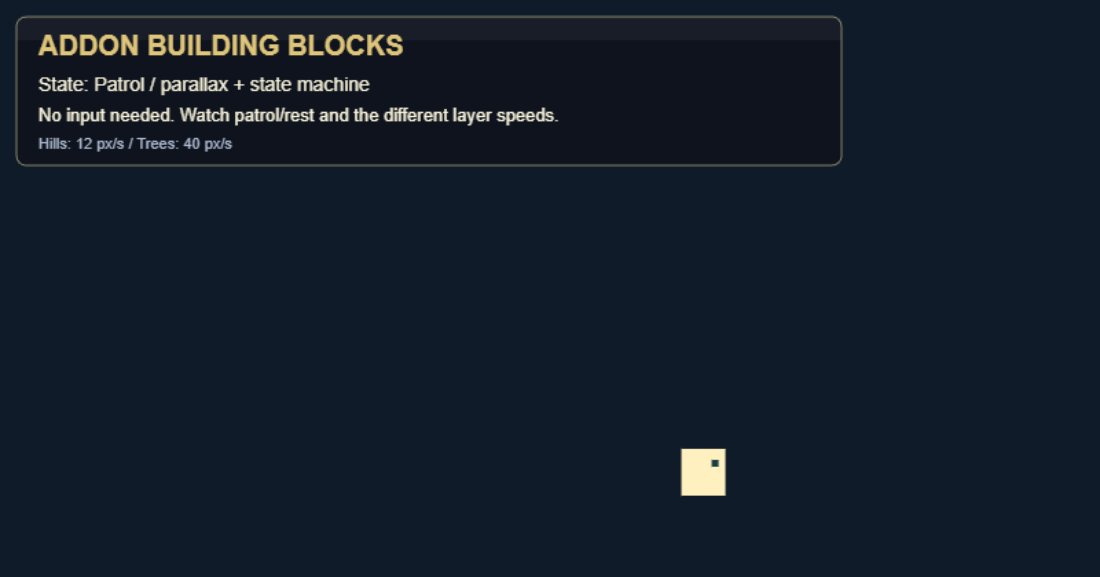 ADDON BUILDING BLOCKS
State: Patrol / parallax + state machine
No input needed. Watch patrol/rest and the different layer speeds.
Hills: 12 px/s / Trees: 40 px/s